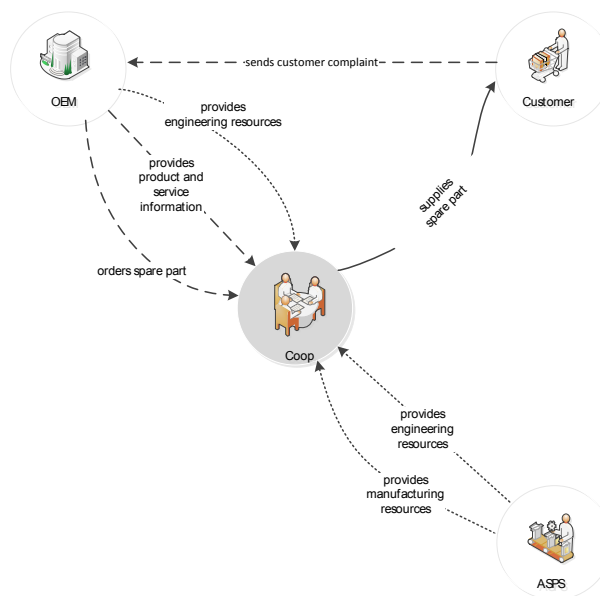 sends customer complaint
OEM
Customer
provides
engineering resources
provides
product and
service
information
supplies
spare part
orders spare part
Coop
provides
engineering
resources
provides
manufacturing
resources
ASPS